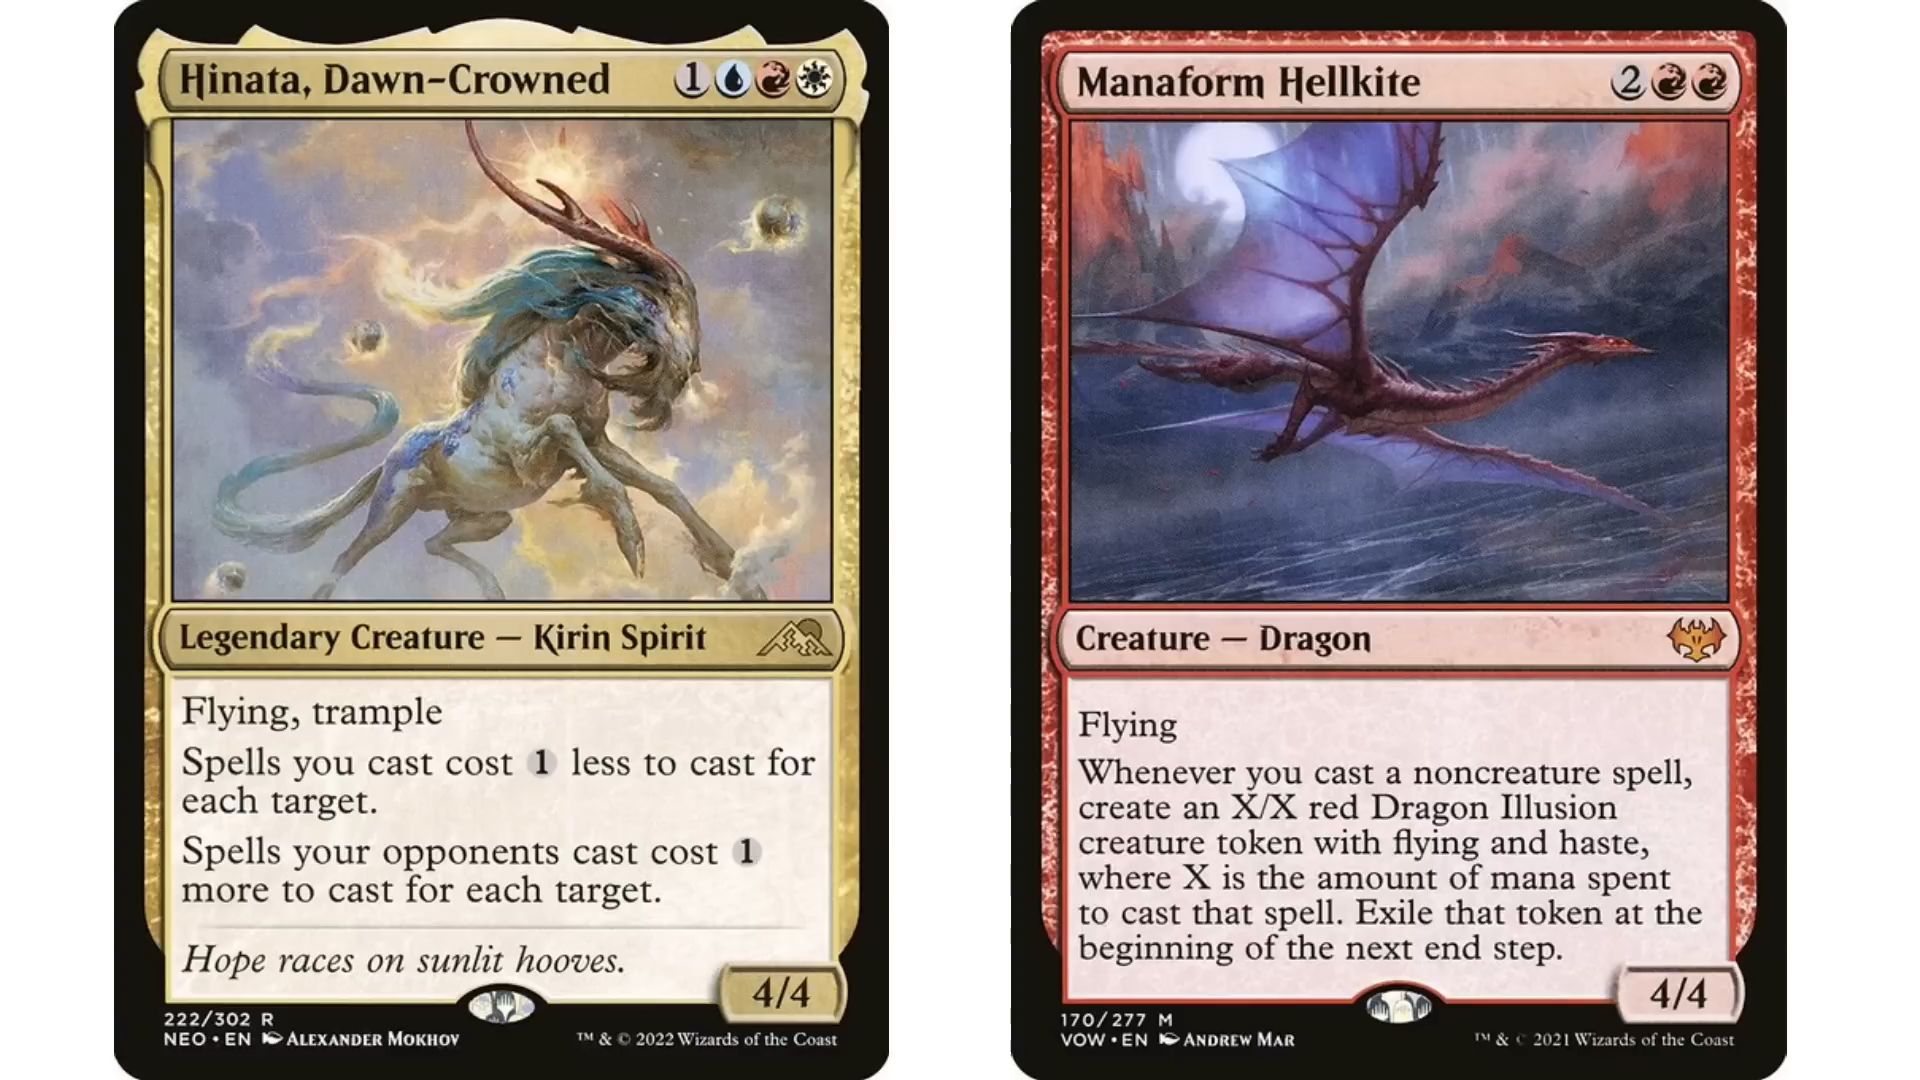 Hinata, Dawn-Crowned 1
Flying, trample
Legendary Creature — Kirin Spirit
Spells you cast cost 1 less to cast for
each target.
Spells your opponents cast cost 1
more to cast for each target.
Hope races on sunlit hooves.
4/4
222/302 R
NEO • EN ALEXANDER MOKHOV
™ & © 2022 Wizards of the Coast
Manaform Hellkite 2
Creature — Dragon
Flying
Whenever you cast a noncreature spell,
create an X/X red Dragon Illusion
creature token with flying and haste,
where X is the amount of mana spent
to cast that spell. Exile that token at the
beginning of the next end step.
4/4
170/277 M
VOW • EN ANDREW MAR
™ & © 2021 Wizards of the Coast